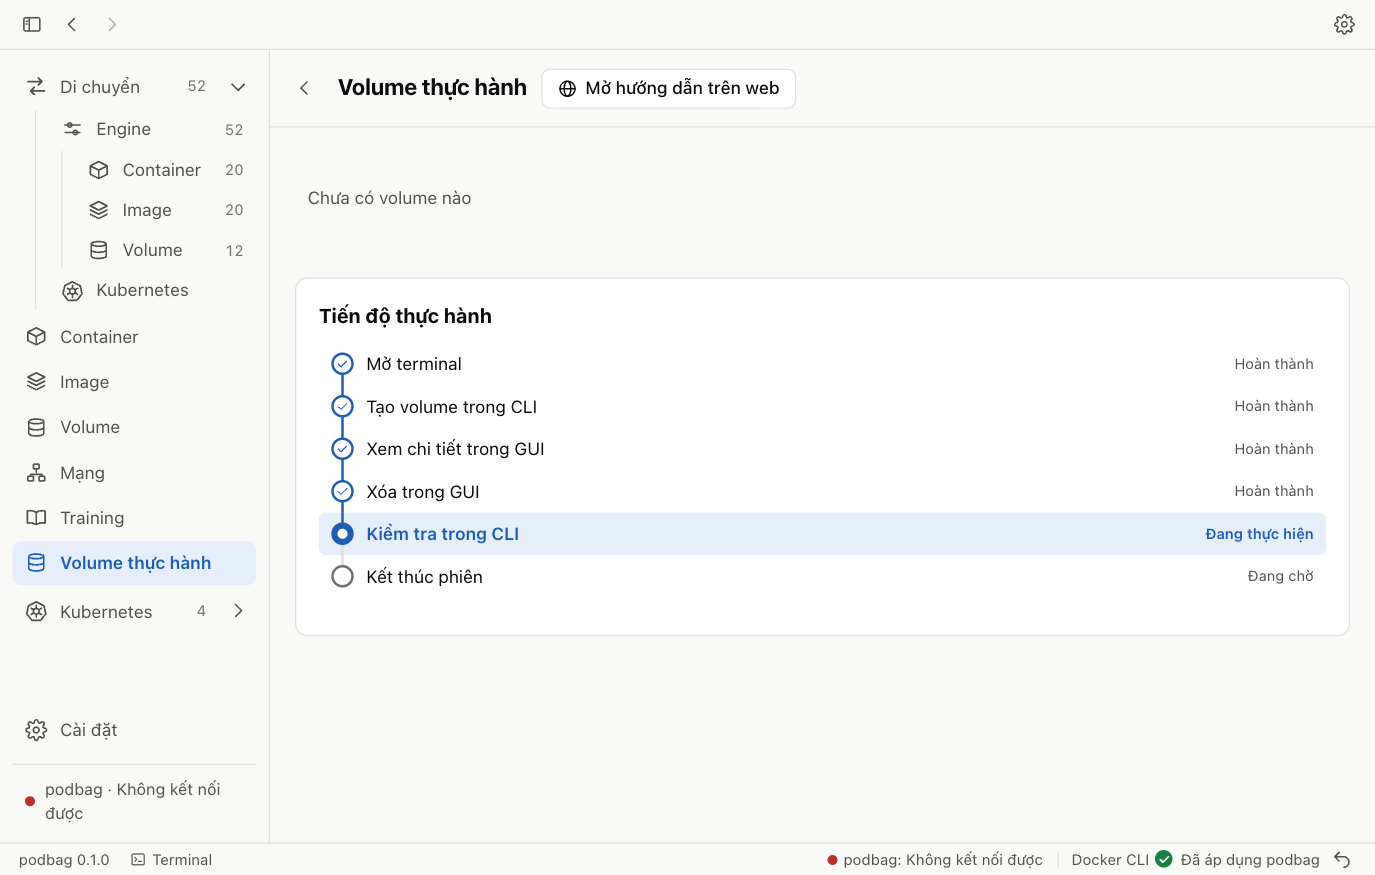 Di chuyển 52
Engine 52
Container 20
Image 20
Volume 12
Kubernetes
Container
Image
Volume
Mạng
Training
Volume thực hành
Kubernetes 4
Cài đặt
podbag · Không kết nối
được
Volume thực hành
Mở hướng dẫn trên web
Chưa có volume nào
Tiến độ thực hành
Mở terminal Hoàn thành
Tạo volume trong CLI Hoàn thành
Xem chi tiết trong GUI Hoàn thành
Xóa trong GUI Hoàn thành
Kiểm tra trong CLI Đang thực hiện
Kết thúc phiên Đang chờ
podbag 0.1.0 Terminal podbag: Không kết nối được Docker CLI Đã áp dụng podbag